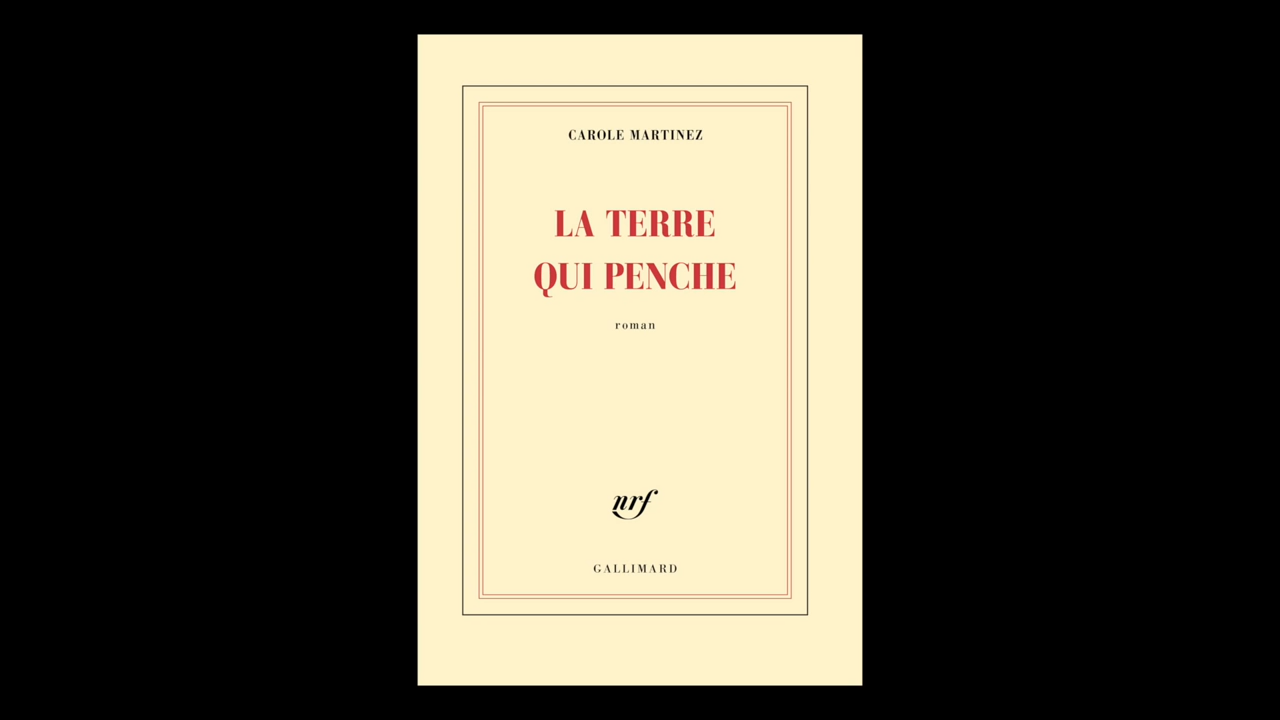 CAROLE MARTINEZ
LA TERRE
QUI PENCHE
roman
nrf
GALLIMARD